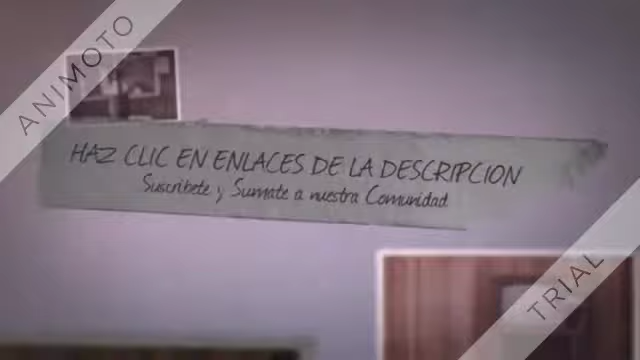 ANIMOTO
HAZ CLIC EN ENLACES DE LA DESCRIPCION
Suscribete y Sumate a nuestra Comunidad
TRIAL